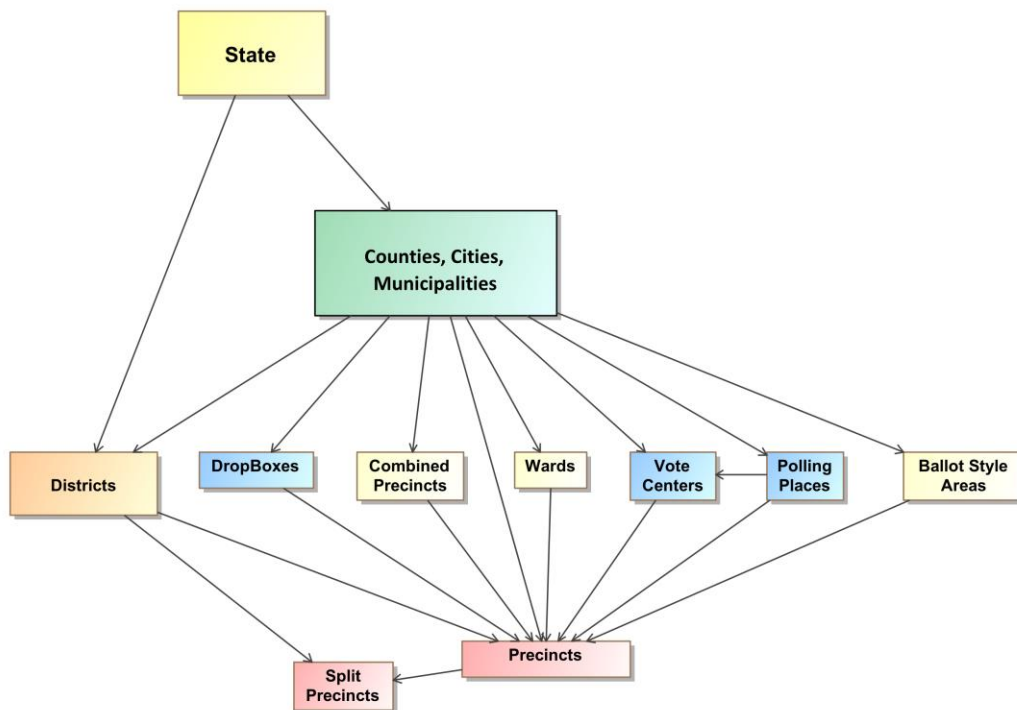 State
Counties, Cities,
Municipalities
Districts
DropBoxes
Combined
Precincts
Wards
Vote
Centers
Polling
Places
Ballot Style
Areas
Precincts
Split
Precincts